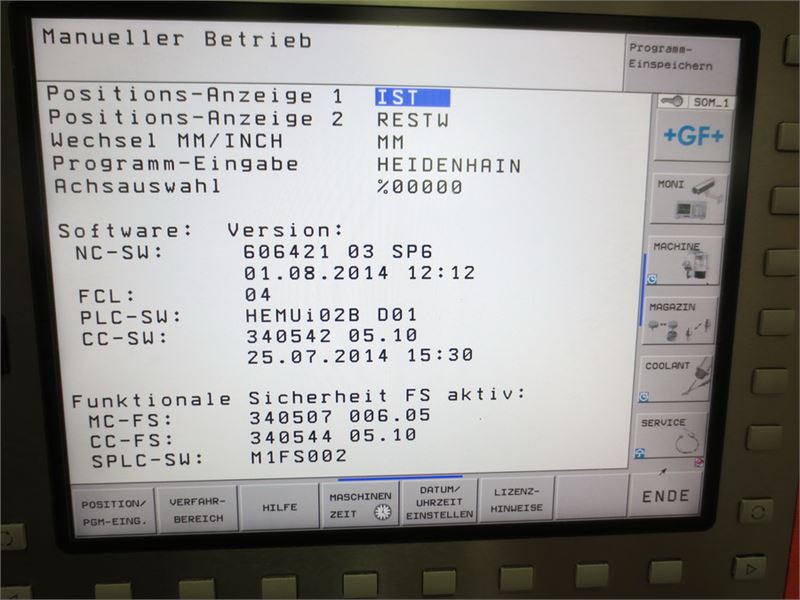 Manueller Betrieb
Programm-
Einspeichern
Positions-Anzeige 1 IST
Positions-Anzeige 2 RESTW
Wechsel MM/INCH MM
Programm-Eingabe HEIDENHAIN
Achsauswahl %00000
Software: Version:
NC-SW: 606421 03 SP6
01.08.2014 12:12
FCL: 04
PLC-SW: HEMUi02B D01
CC-SW: 340542 05.10
25.07.2014 15:30
Funktionale Sicherheit FS aktiv:
MC-FS: 340507 006.05
CC-FS: 340544 05.10
SPLC-SW: M1FS002
SOM_1
+GF+
MONI
MACHINE
MAGAZIN
COOLANT
SERVICE
POSITION/
PGM-EING.
VERFAHR-
BEREICH
HILFE
MASCHINEN
ZEIT
DATUM/
UHRZEIT
EINSTELLEN
LIZENZ-
HINWEISE
ENDE